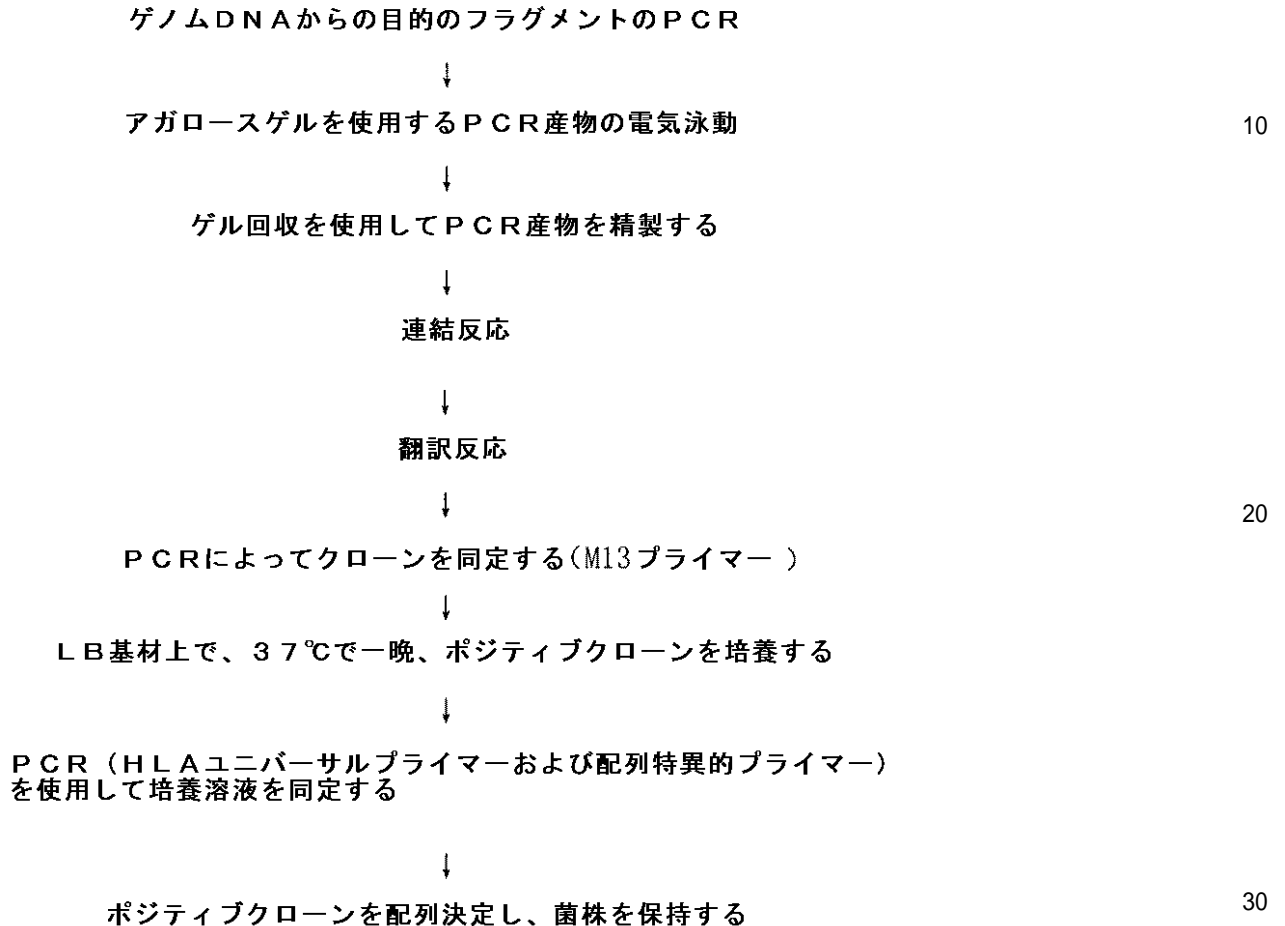 ゲノムＤＮＡからの目的のフラグメントのＰＣＲ
↓
アガロースゲルを使用するＰＣＲ産物の電気泳動
10
↓
ゲル回収を使用してＰＣＲ産物を精製する
↓
連結反応
↓
翻訳反応
↓
20
ＰＣＲによってクローンを同定する(M13プライマー )
↓
ＬＢ基材上で、３７℃で一晩、ポジティブクローンを培養する
↓
ＰＣＲ（ＨＬＡユニバーサルプライマーおよび配列特異的プライマー）
を使用して培養溶液を同定する
↓
ポジティブクローンを配列決定し、菌株を保持する
30